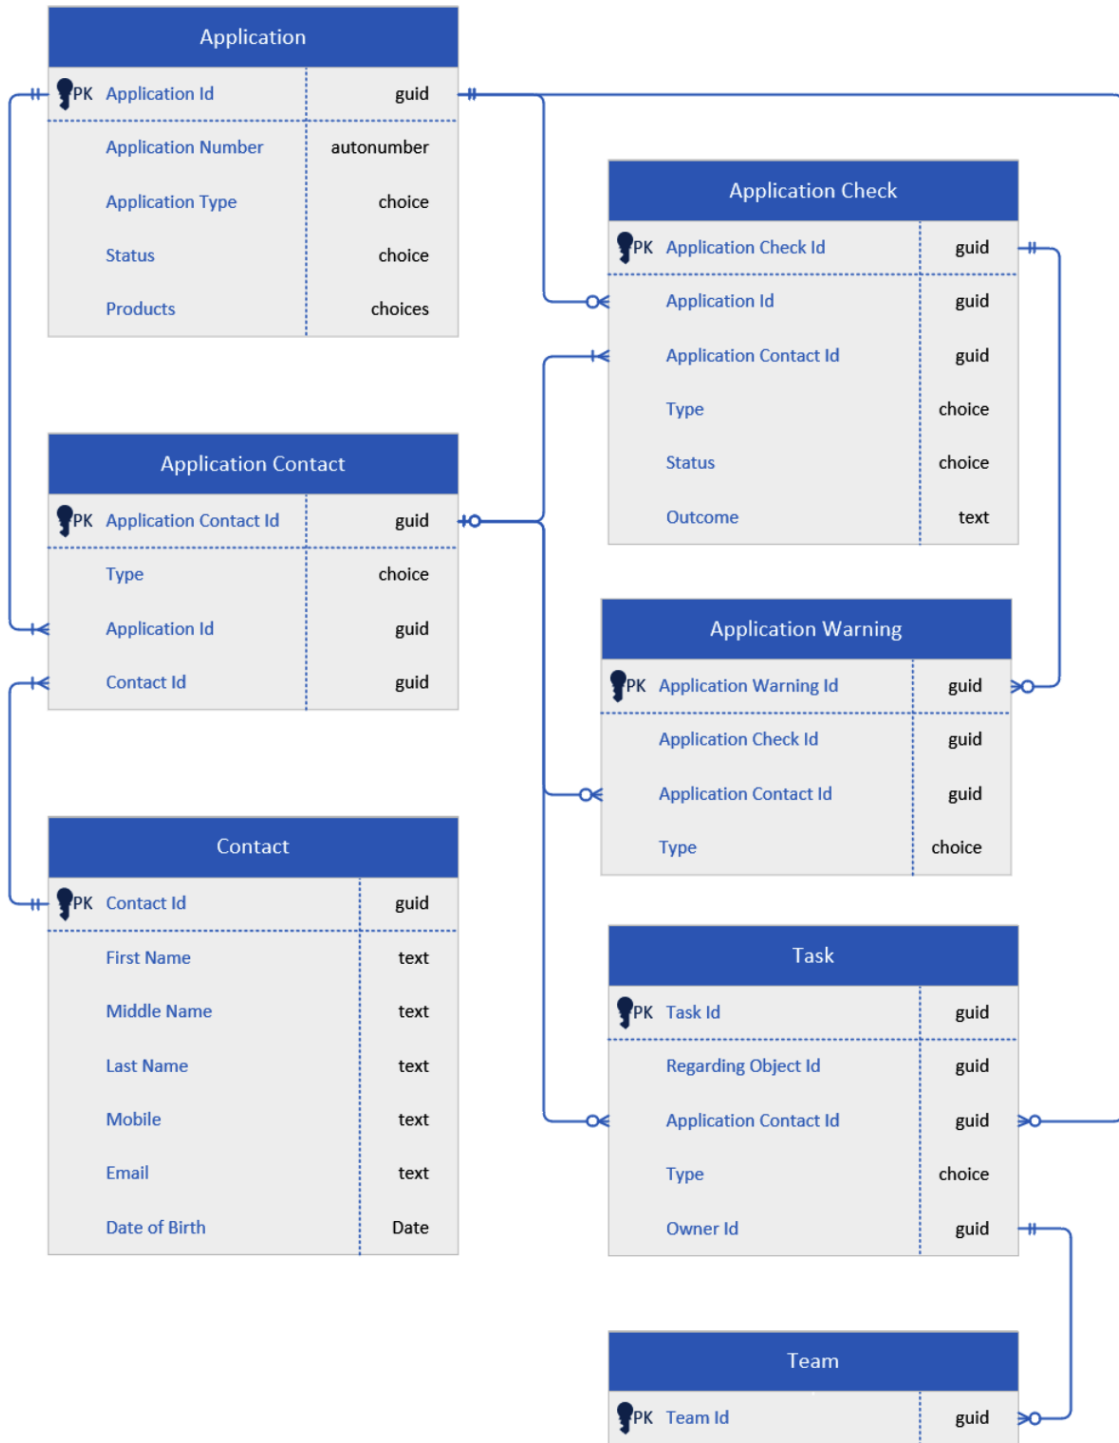 Application
PK Application Id guid
Application Number autonumber
Application Type choice
Status choice
Products choices
Application Check
PK Application Check Id guid
Application Id guid
Application Contact Id guid
Type choice
Status choice
Outcome text
Application Contact
PK Application Contact Id guid
Type choice
Application Id guid
Contact Id guid
Application Warning
PK Application Warning Id guid
Application Check Id guid
Application Contact Id guid
Type choice
Contact
PK Contact Id guid
First Name text
Middle Name text
Last Name text
Mobile text
Email text
Date of Birth Date
Task
PK Task Id guid
Regarding Object Id guid
Application Contact Id guid
Type choice
Owner Id guid
Team
PK Team Id guid